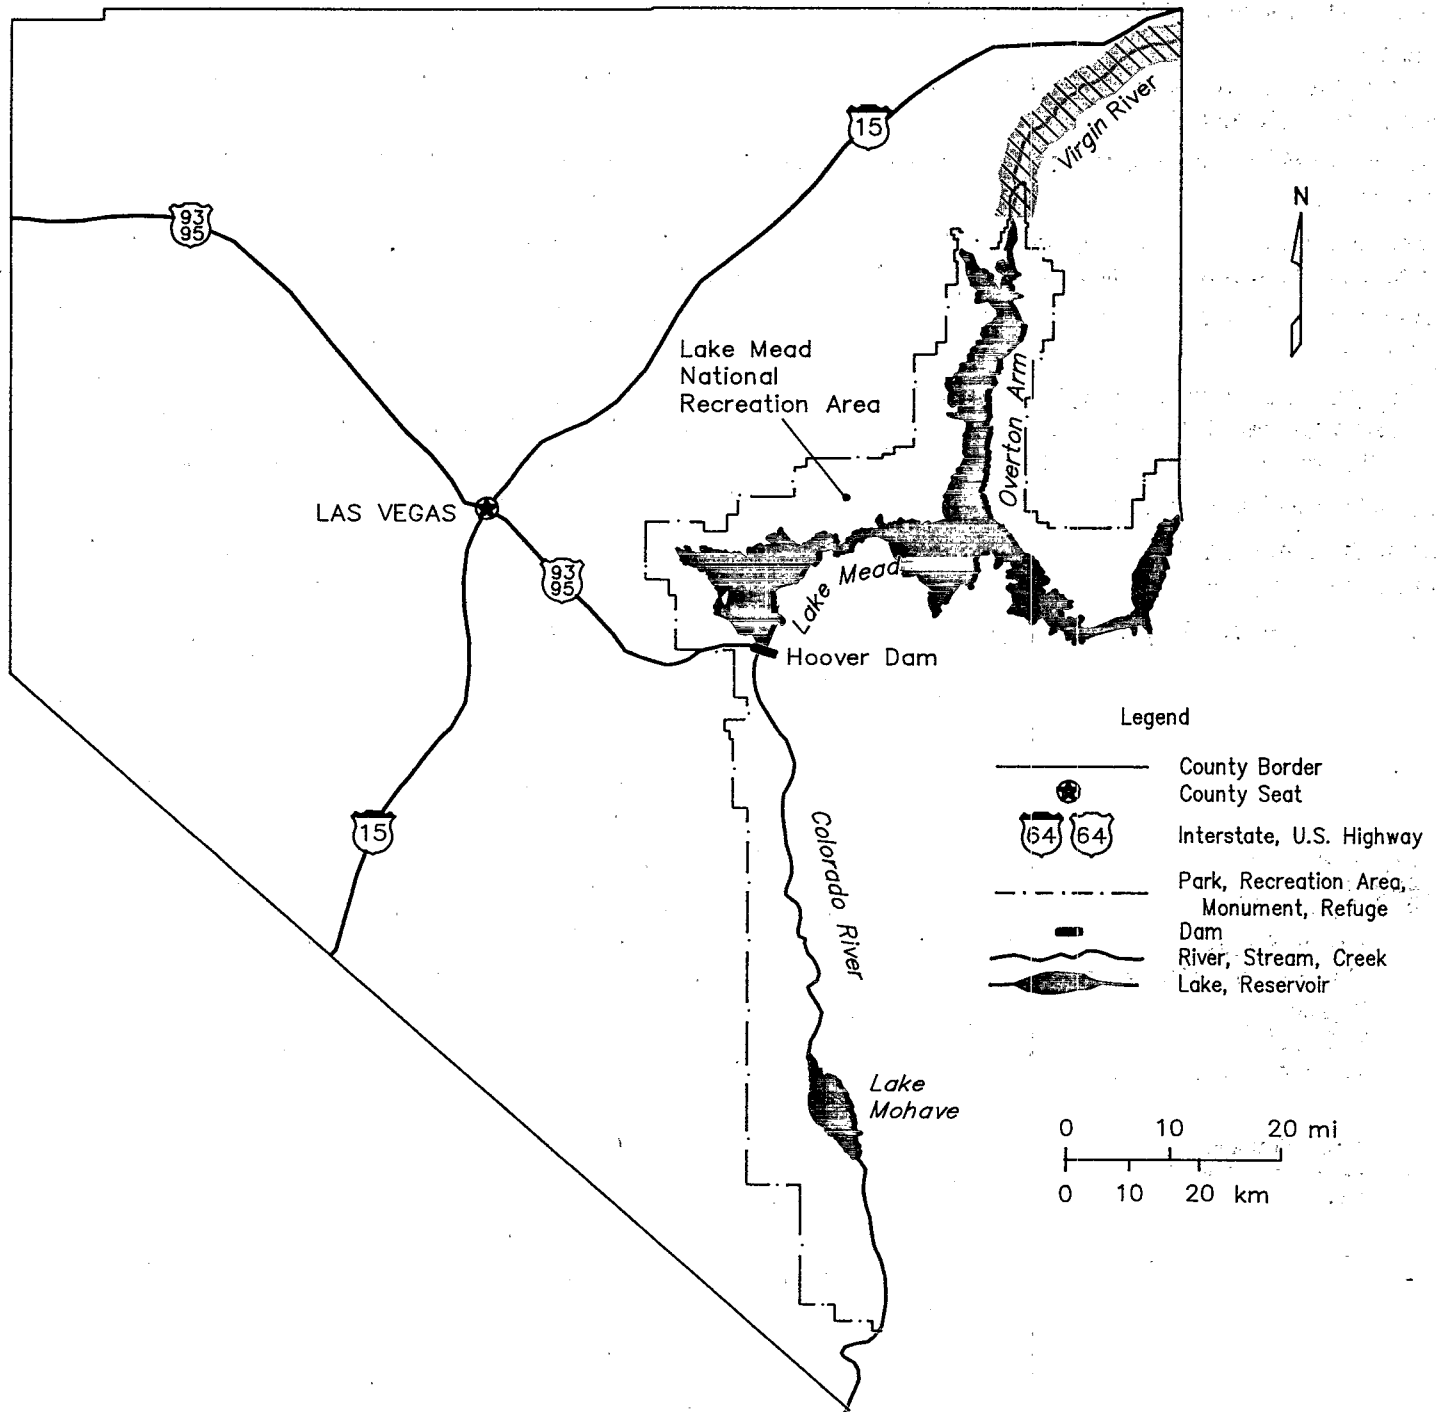 15
Virgin River
93
95
N
Lake Mead
National
Recreation Area
Overton Arm
LAS VEGAS
93
95
Lake Mead
Hoover Dam
Legend
County Border
County Seat
15
64 64 Interstate, U.S. Highway
Colorado River
Park, Recreation Area,
Monument, Refuge
Dam
River, Stream, Creek
Lake, Reservoir
Lake
Mohave
0 10 20 mi
0 10 20 km